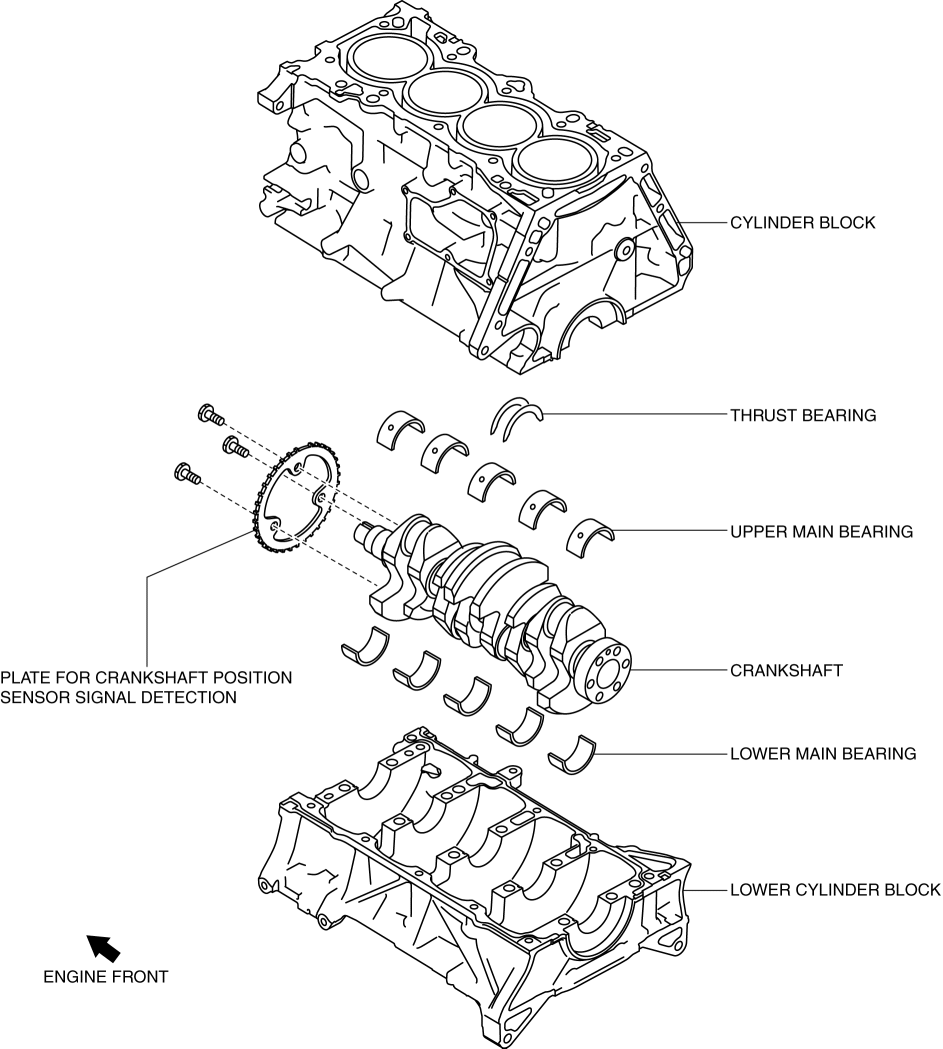 CYLINDER BLOCK
THRUST BEARING
UPPER MAIN BEARING
PLATE FOR CRANKSHAFT POSITION
SENSOR SIGNAL DETECTION
CRANKSHAFT
LOWER MAIN BEARING
LOWER CYLINDER BLOCK
ENGINE FRONT